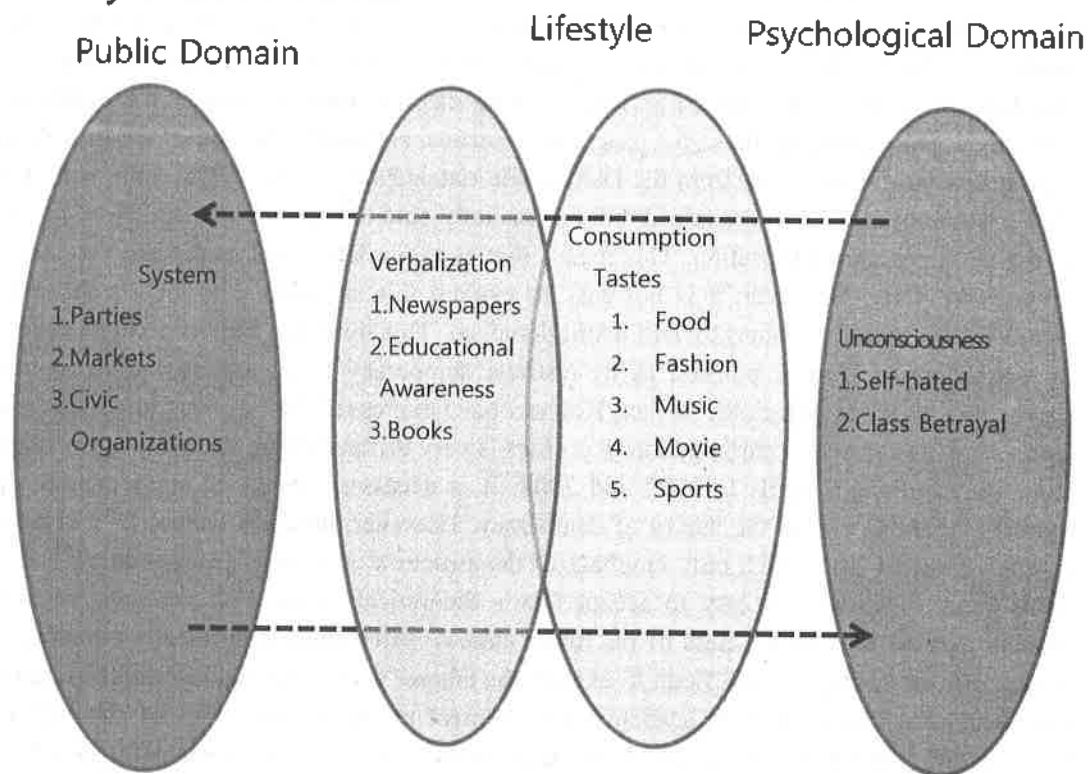 Public Domain
Lifestyle
Psychological Domain
System
1.Parties
2.Markets
3.Civic
Organizations
Verbalization
1.Newspapers
2.Educational
Awareness
3.Books
Consumption
Tastes
1. Food
2. Fashion
3. Music
4. Movie
5. Sports
Unconsciousness
1.Self-hated
2.Class Betrayal